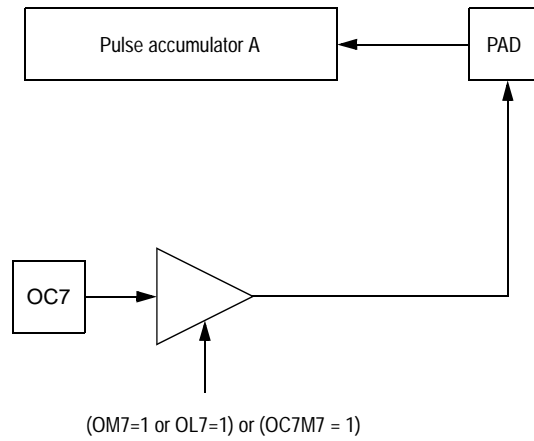 Pulse accumulator A
PAD
OC7
(OM7=1 or OL7=1) or (OC7M7 = 1)